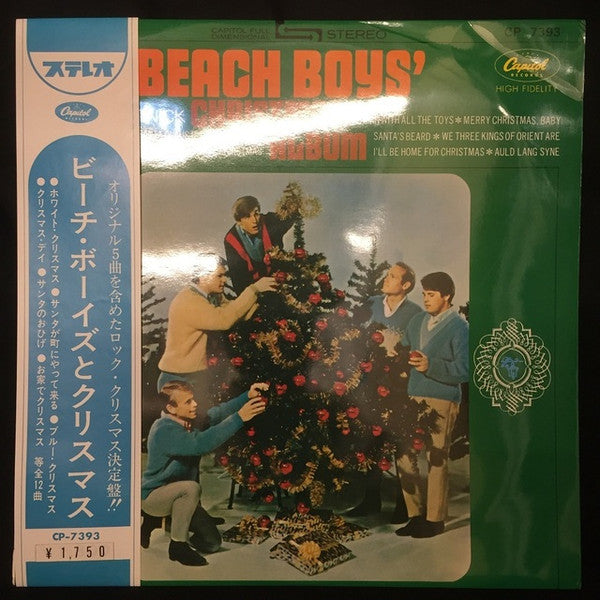 ステレオ
Capitol
ビーチ・ボーイズとクリスマス
オリジナル5曲を含めたロック・クリスマス決定盤!!
●ホワイト・クリスマス●サンタが町にやって来る●ブルー・クリスマス
●クリスマス・デイ●サンタのおひげ●お家でクリスマス 等全12曲
CP-7393
¥1,750
CAPITOL FULL
DIMENSIONAL
STEREO
CP-7393
BEACH BOYS'
ALBUM
Capitol
RECORDS
HIGH FIDELITY
ALL THE TOYS✱MERRY CHRISTMAS, BABY
SANTA'S BEARD✱WE THREE KINGS OF ORIENT ARE
I'LL BE HOME FOR CHRISTMAS✱AULD LANG SYNE